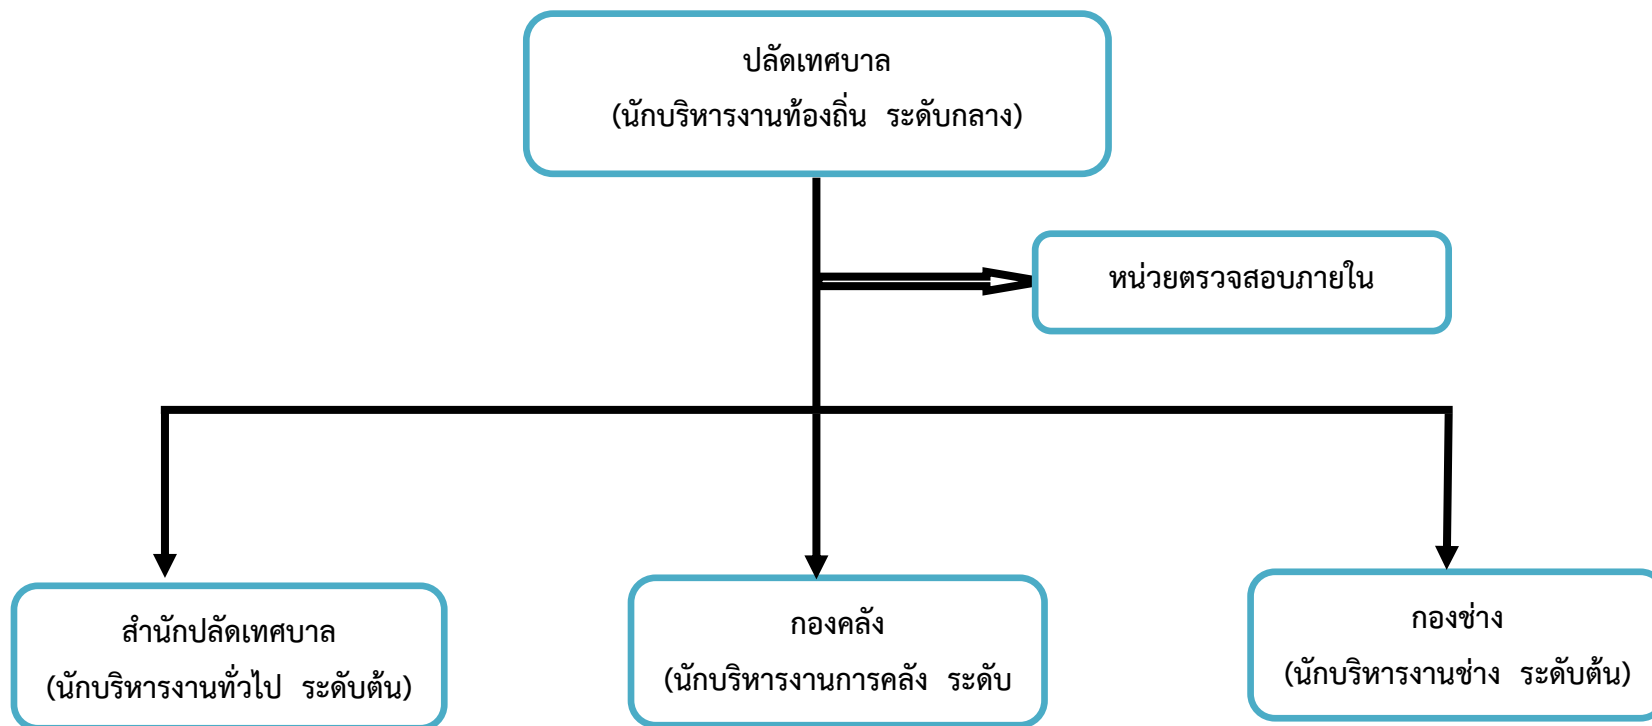 ปลัดเทศบาล
(นักบริหารงานท้องถิ่น ระดับกลาง)
หน่วยตรวจสอบภายใน
สำนักปลัดเทศบาล
(นักบริหารงานทั่วไป ระดับต้น)
กองคลัง
(นักบริหารงานการคลัง ระดับ
กองช่าง
(นักบริหารงานช่าง ระดับต้น)